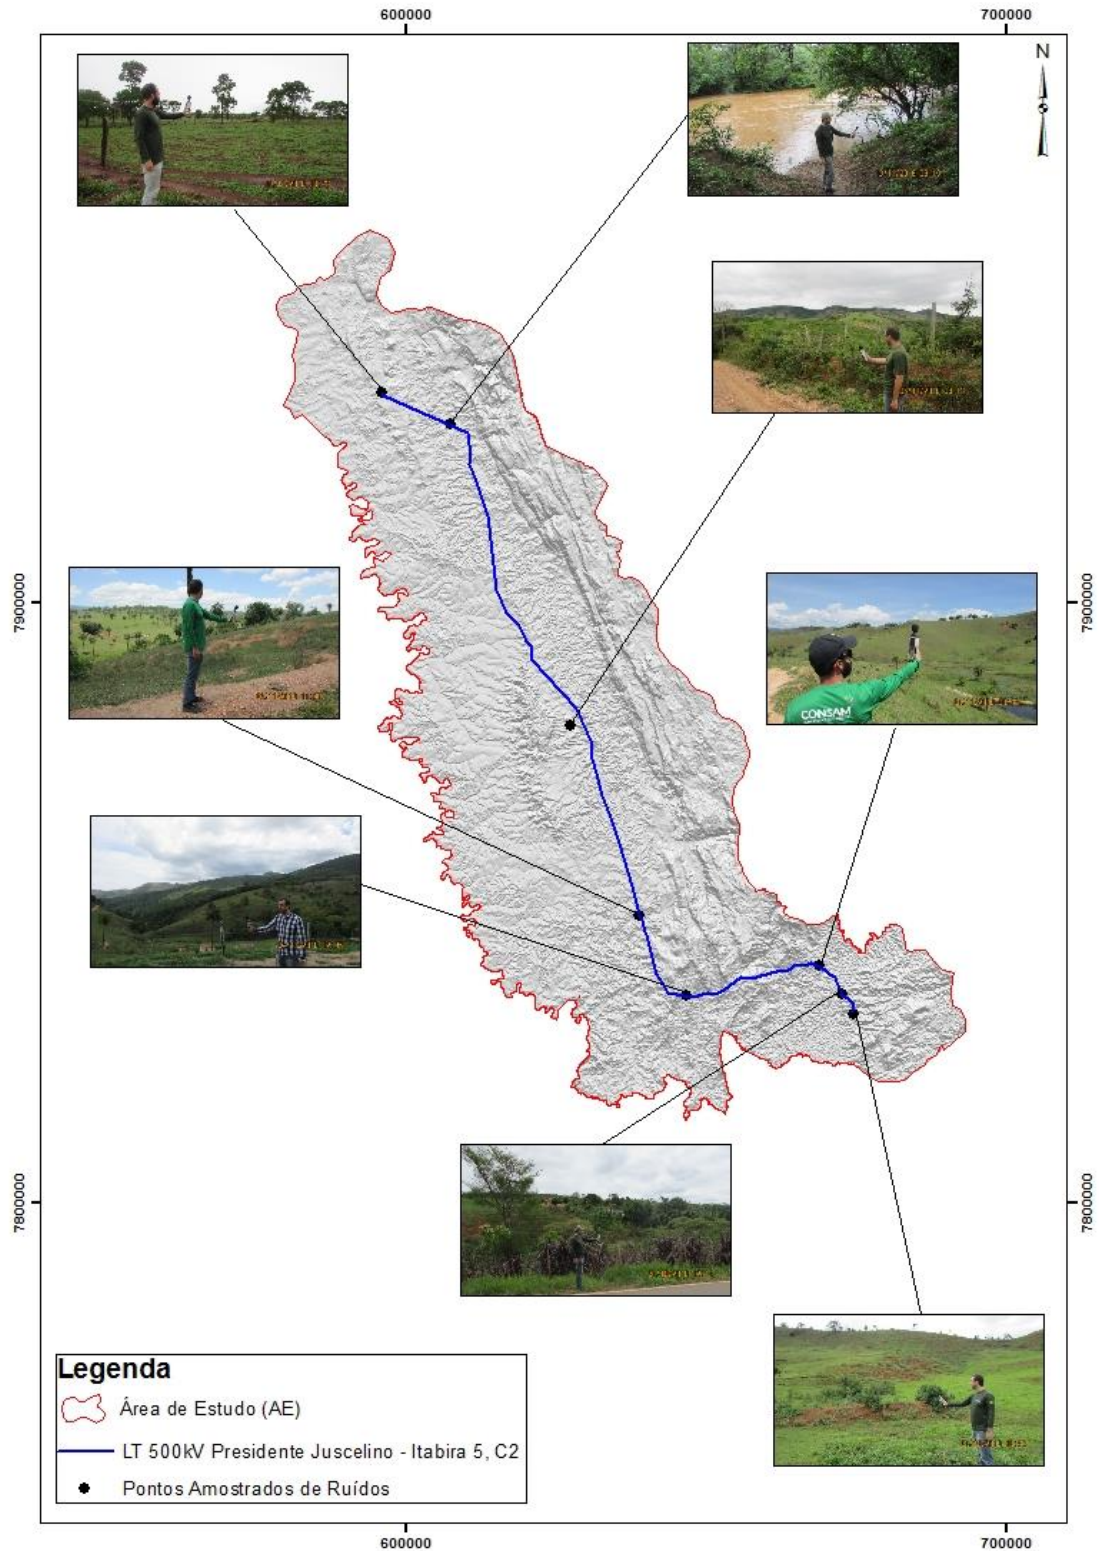 600000
700000
N
7900000
7900000
CONSAM
7800000
7800000
Legenda
Área de Estudo (AE)
LT 500kV Presidente Juscelino - Itabira 5, C2
Pontos Amostrados de Ruídos
600000
700000